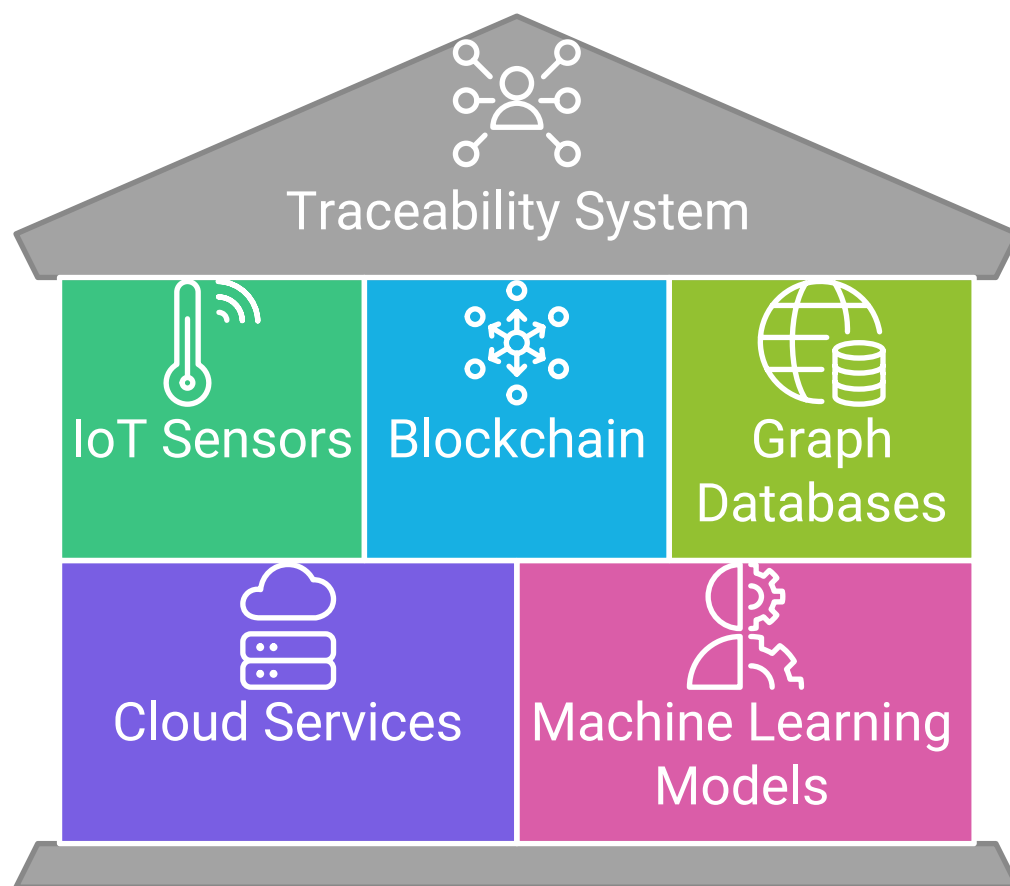 Traceability System
IoT Sensors
Blockchain
Graph
Databases
Cloud Services
Machine Learning
Models